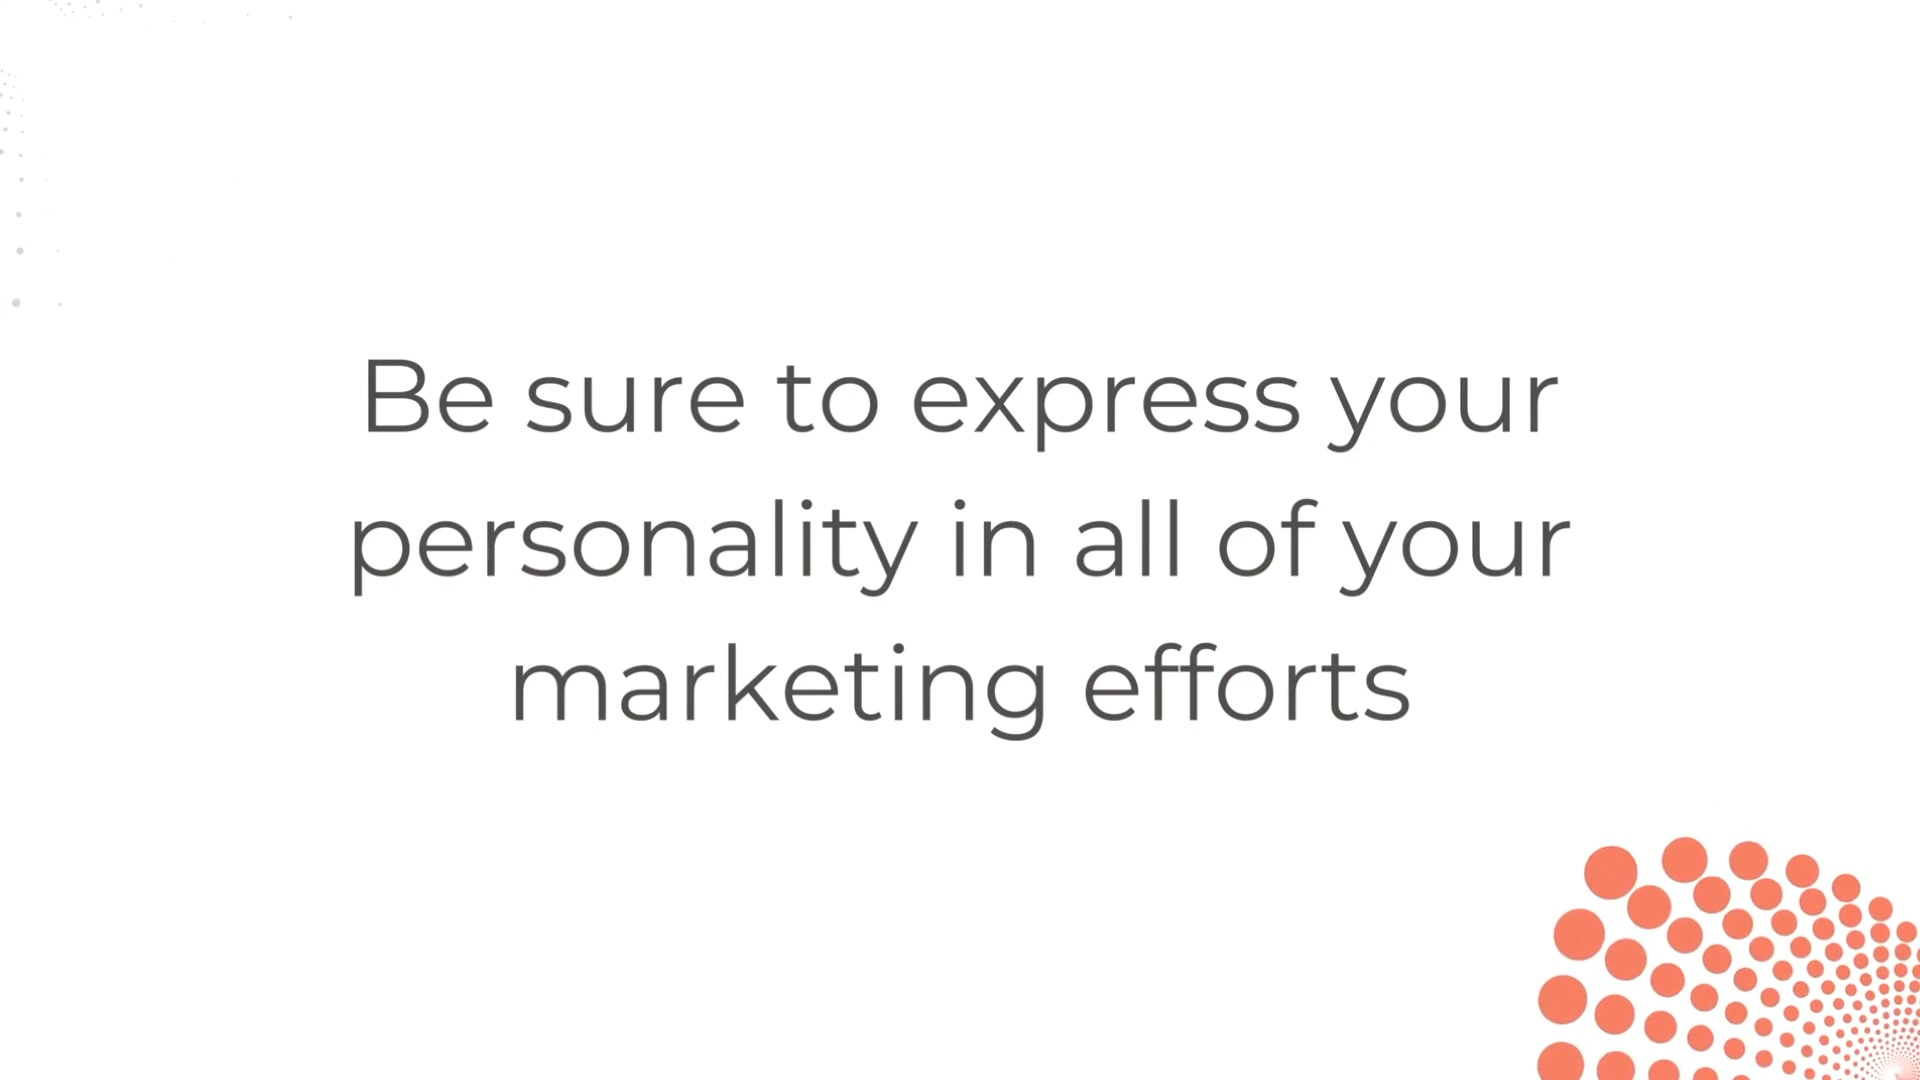 Be sure to express your
personality in all of your
marketing efforts